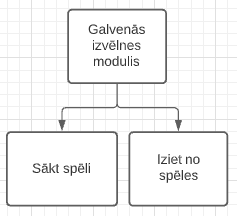 Galvenās
izvēlnes
modulis
Sākt spēli
Iziet no
spēles